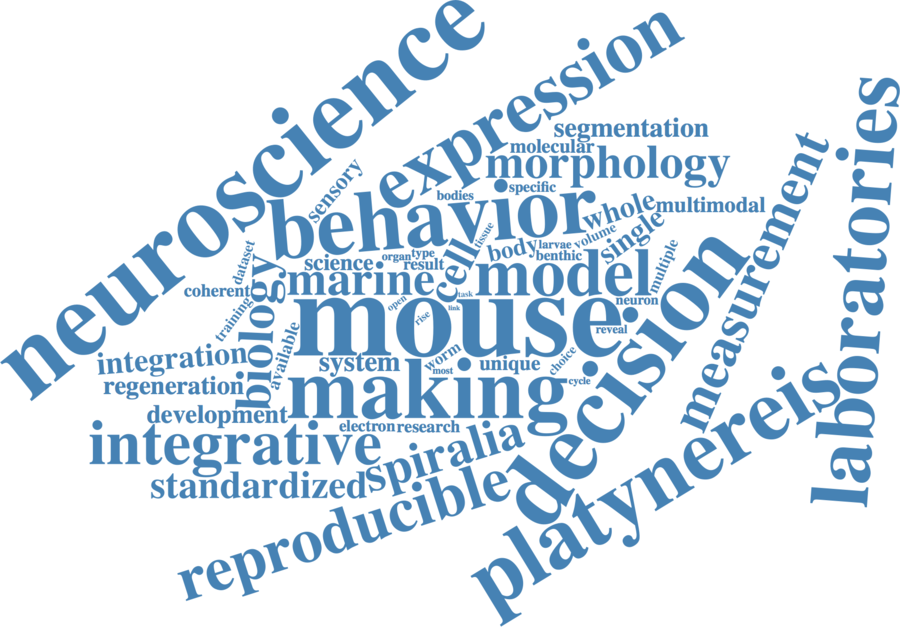 neuroscience
expression
segmentation
molecular
morphology
sensory
bodies
specific
behavior
whole
multimodal
single
tissue
volume
measurement
laboratories
dataset
science
organ
type
result
cell
body
larvae
benthic
multiple
coherent
biology
marine
model
neuron
training
open
rise
task
link
mouse
reveal
decision
available
integration
system
worm
most
unique
choice
cycle
regeneration
making
development
electron
research
integrative
spiralia
standardized
reproducible
platynereis